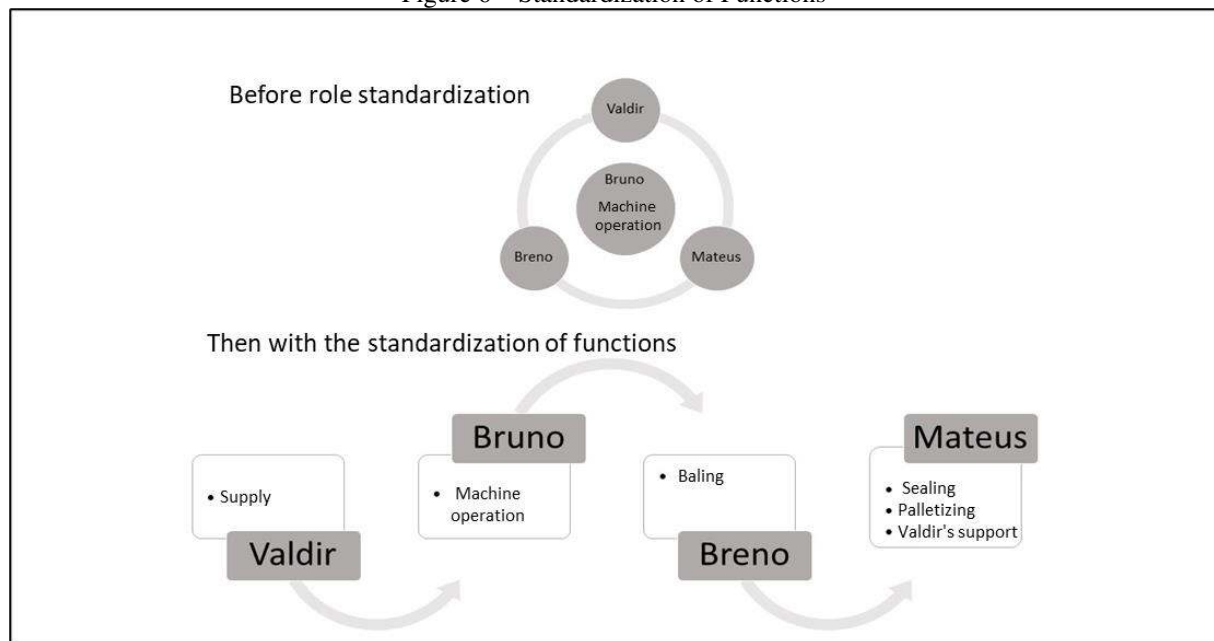 Figure 6 – Standardization of Functions
Before role standardization
Valdir
Bruno
Machine
operation
Breno
Mateus
Then with the standardization of functions
• Supply
Valdir
Bruno
• Machine
operation
• Baling
Breno
Mateus
• Sealing
• Palletizing
• Valdir's support